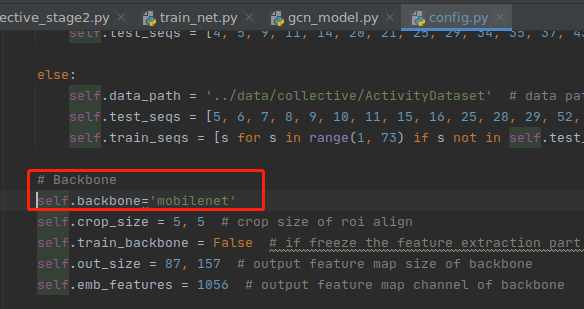 ective_stage2.py × train_net.py × gcn_model.py × config.py ×
self.test_seqs = [4, 5, 9, 11, 14, 20, 21, 25, 29, 34, 35, 37, 43
else:
self.data_path = '../data/collective/ActivityDataset' # data pat
self.test_seqs = [5, 6, 7, 8, 9, 10, 11, 15, 16, 25, 28, 29, 52,
self.train_seqs = [s for s in range(1, 73) if s not in self.test_
# Backbone
self.backbone='mobilenet'
self.crop_size = 5, 5 # crop size of roi align
self.train_backbone = False # if freeze the feature extraction part
self.out_size = 87, 157 # output feature map size of backbone
self.emb_features = 1056 # output feature map channel of backbone